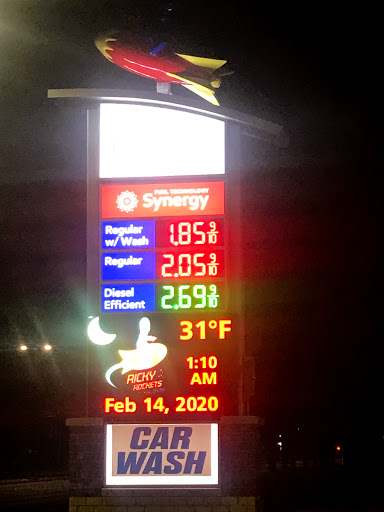 FUEL TECHNOLOGY
Synergy
Regular w/ Wash 1.85 9/10
Regular 2.05 9/10
Diesel Efficient 2.69 9/10
31°F
1:10
AM
RICKY
ROCKETS
Feb 14, 2020
CAR
WASH